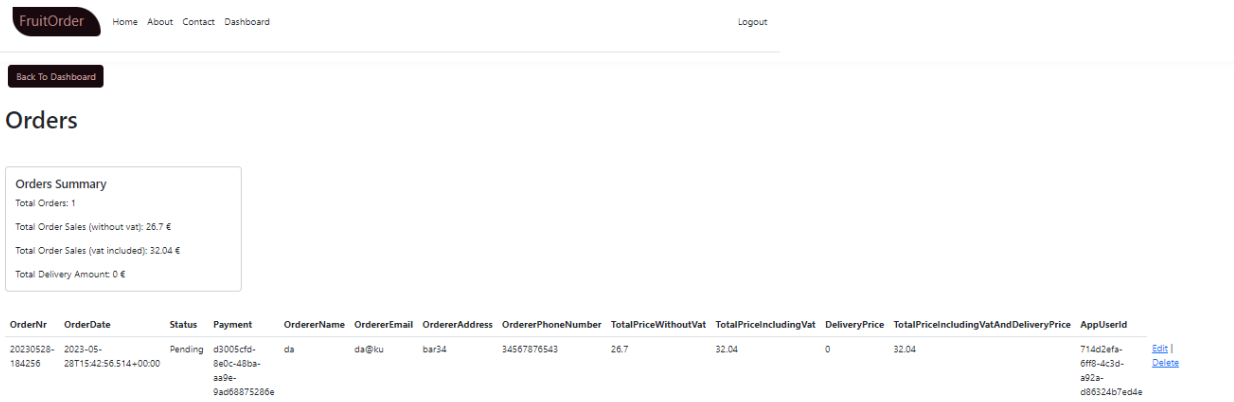 FruitOrder Home About Contact Dashboard Logout
Back To Dashboard
Orders
Orders Summary
Total Orders: 1
Total Order Sales (without vat): 26.7 €
Total Order Sales (vat included): 32.04 €
Total Delivery Amount: 0 €
OrderNr OrderDate Status Payment OrdererName OrdererEmail OrdererAddress OrdererPhoneNumber TotalPriceWithoutVat TotalPriceIncludingVat DeliveryPrice TotalPriceIncludingVatAndDeliveryPrice AppUserId
20230528- 2023-05- Pending d3005cfd- da da@ku bar34 34567876543 26.7 32.04 0 32.04 714d2efa- Edit |
184256 28T15:42:56.514+00:00 8e0c-48ba- 6ff8-4c3d- Delete
aa9e- a92a-
9ad68875286e d86324b7ed4e